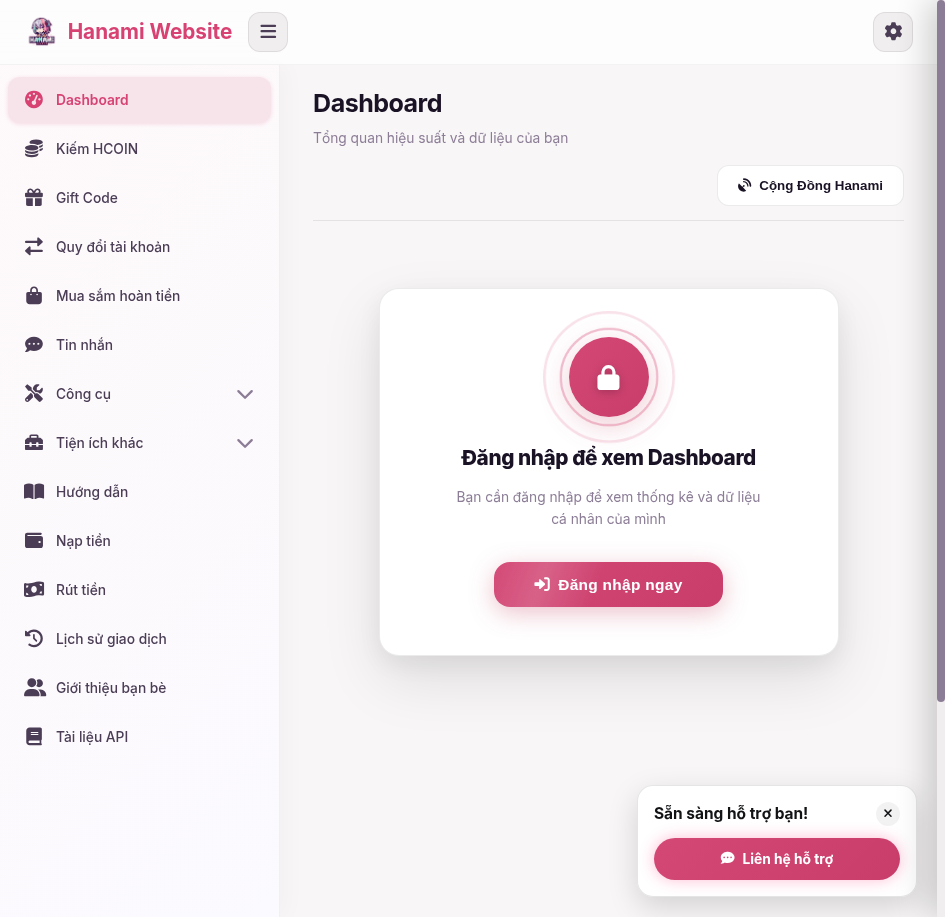 Hanami Website
Dashboard
Kiếm HCOIN
Gift Code
Quy đổi tài khoản
Mua sắm hoàn tiền
Tin nhắn
Công cụ
Tiện ích khác
Hướng dẫn
Nạp tiền
Rút tiền
Lịch sử giao dịch
Giới thiệu bạn bè
Tài liệu API
Dashboard
Tổng quan hiệu suất và dữ liệu của bạn
Cộng Đồng Hanami
Đăng nhập để xem Dashboard
Bạn cần đăng nhập để xem thống kê và dữ liệu
cá nhân của mình
Đăng nhập ngay
Sẵn sàng hỗ trợ bạn!
Liên hệ hỗ trợ